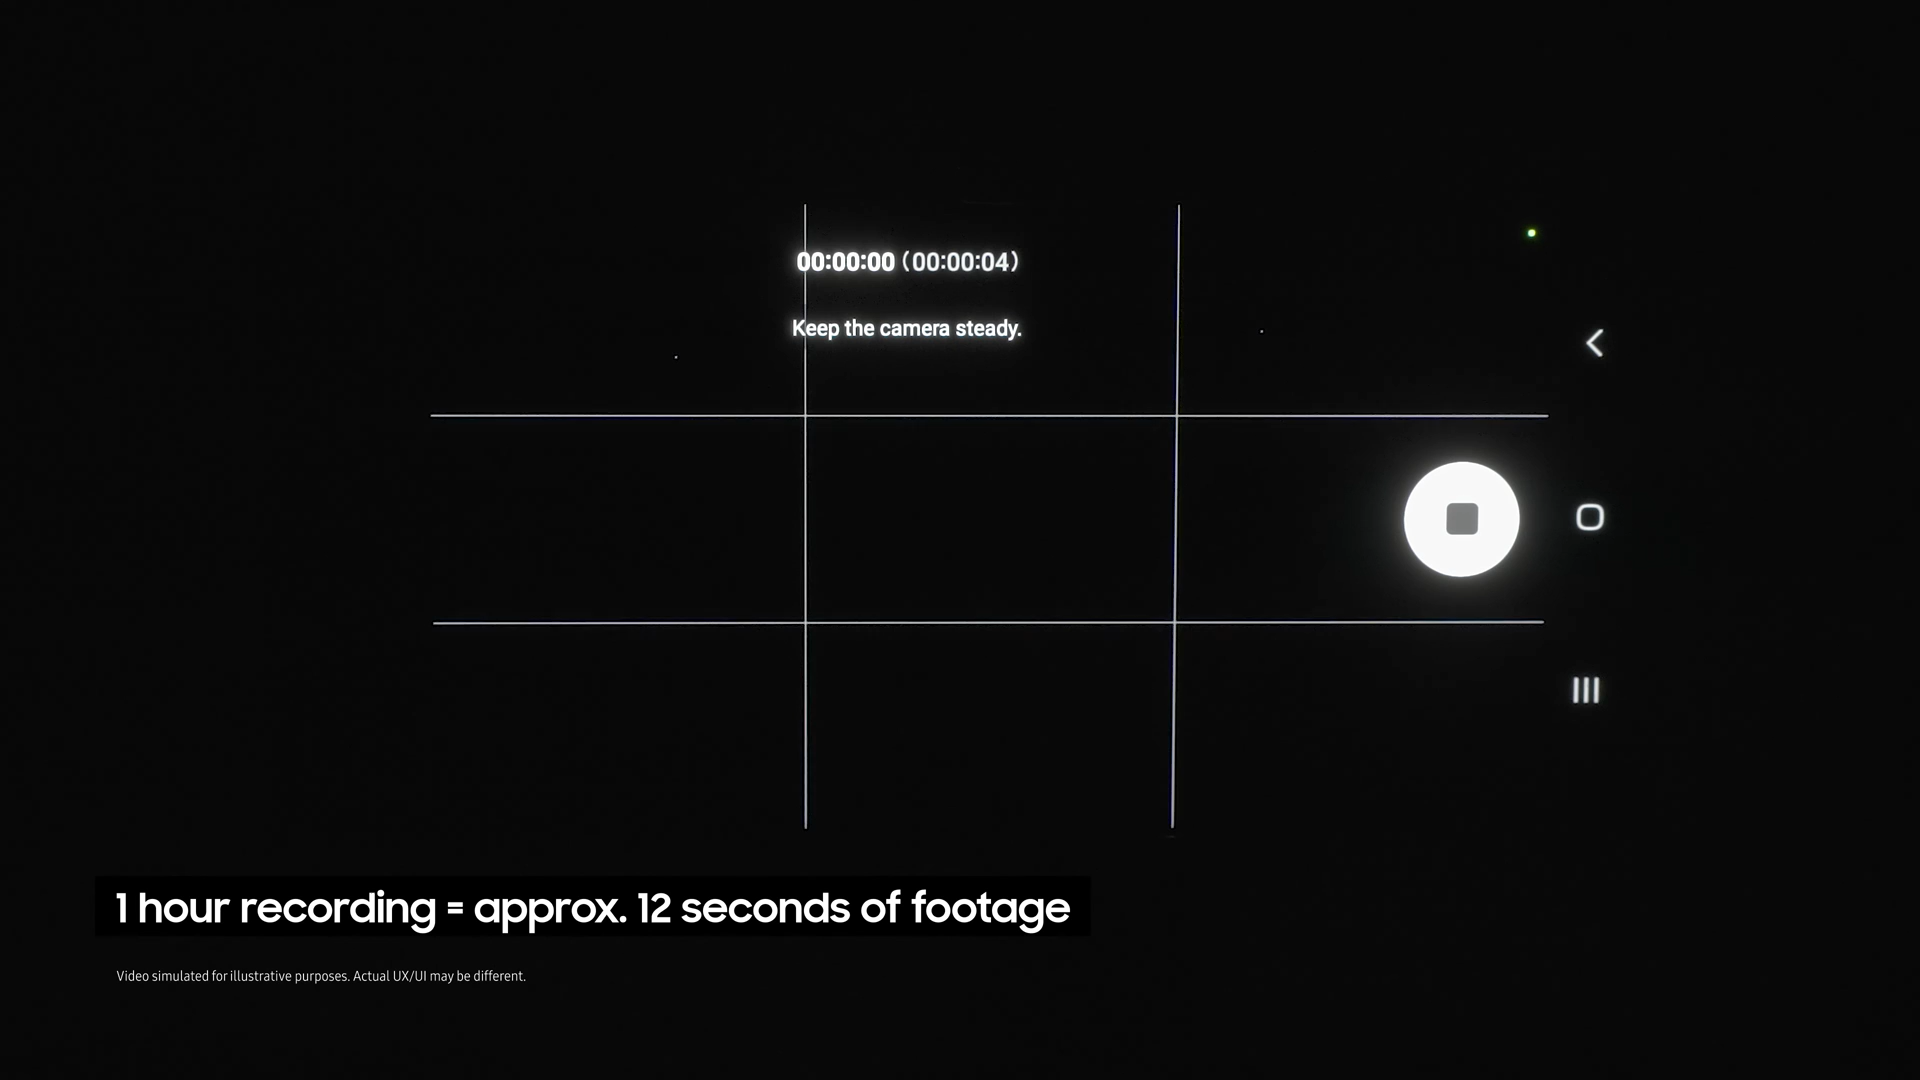 00:00:00 (00:00:04)
Keep the camera steady.
1 hour recording = approx. 12 seconds of footage
Video simulated for illustrative purposes. Actual UX/UI may be different.